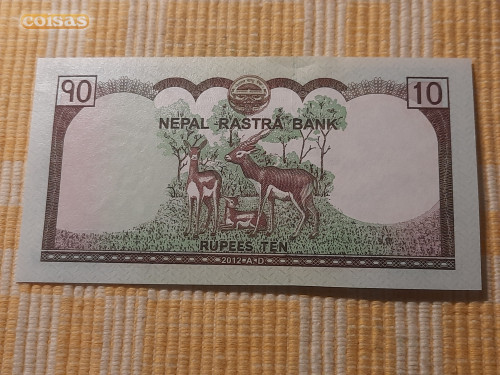 coisas
१० 10
NEPAL RASTRA BANK
RUPEES TEN
2012 A.D